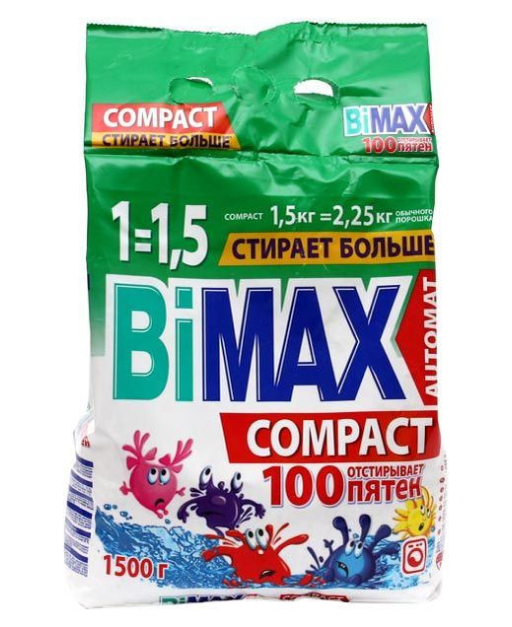 COMPACT
СТИРАЕТ БОЛЬШЕ
BiMAX
100 ОТСТИРЫВАЕТ ПЯТЕН
1=1,5
COMPACT 1,5кг=2,25кг ОБЫЧНОГО ПОРОШКА
СТИРАЕТ БОЛЬШЕ
BiMAX
AUTOMAT
COMPACT
100 ОТСТИРЫВАЕТ ПЯТЕН
1500 г